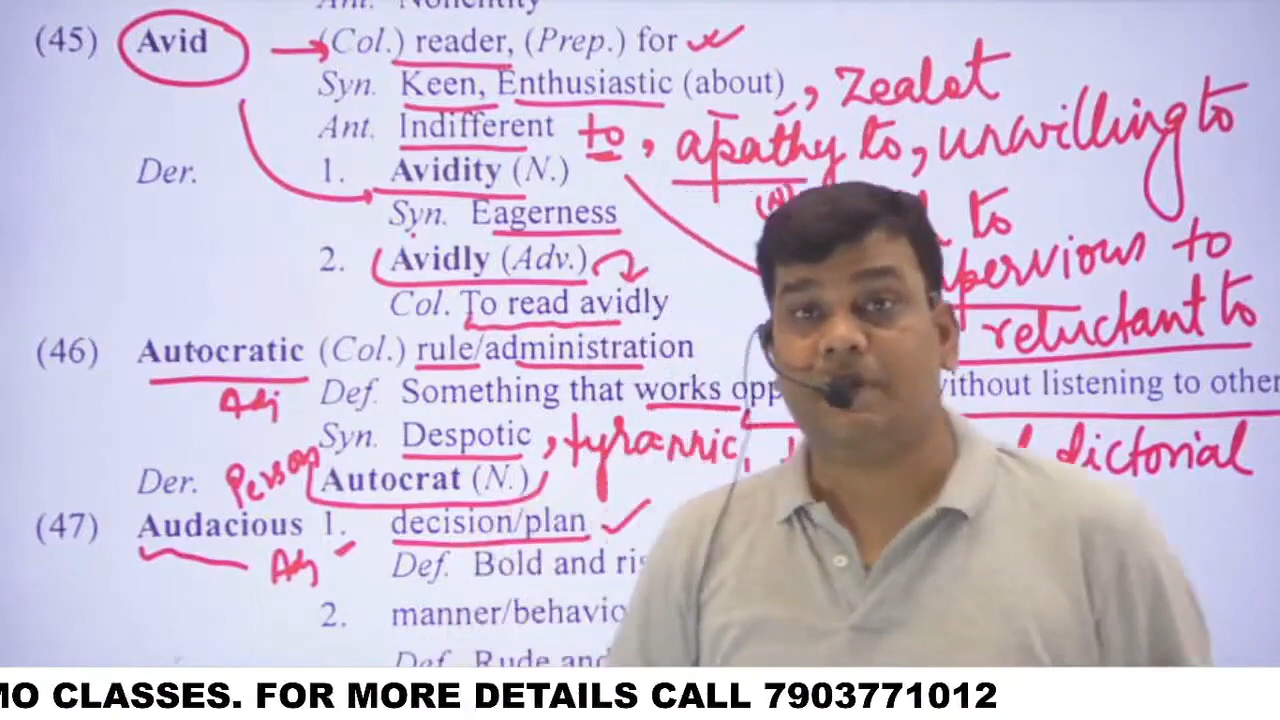 Ant. Nonentity
(45) Avid (Col.) reader, (Prep.) for
Syn. Keen, Enthusiastic (about) , zealot
Ant. Indifferent to , apathy to, unwilling to
Der. 1. Avidity (N.) (N)
Syn. Eagerness to
2. Avidly (Adv.) pervious to
Col. To read avidly reluctant to
(46) Autocratic (Col.) rule/administration
Adj Def. Something that works opp without listening to other
Syn. Despotic , tyrannic, dictorial
Der. Person Autocrat (N.)
(47) Audacious 1. decision/plan
Adj Def. Bold and ris
2. manner/behavio
Def. Rude and
MO CLASSES. FOR MORE DETAILS CALL 7903771012